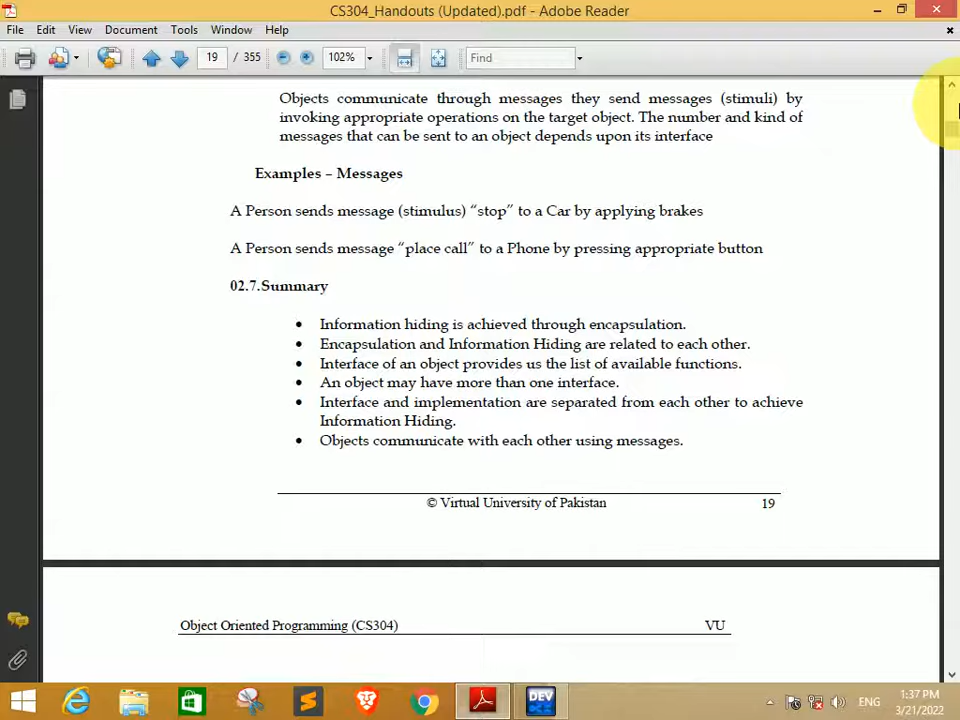 CS304_Handouts (Updated).pdf - Adobe Reader
File Edit View Document Tools Window Help
19 / 355 102% Find
Objects communicate through messages they send messages (stimuli) by
invoking appropriate operations on the target object. The number and kind of
messages that can be sent to an object depends upon its interface
Examples – Messages
A Person sends message (stimulus) “stop” to a Car by applying brakes
A Person sends message “place call” to a Phone by pressing appropriate button
02.7.Summary
• Information hiding is achieved through encapsulation.
• Encapsulation and Information Hiding are related to each other.
• Interface of an object provides us the list of available functions.
• An object may have more than one interface.
• Interface and implementation are separated from each other to achieve
Information Hiding.
• Objects communicate with each other using messages.
© Virtual University of Pakistan 19
Object Oriented Programming (CS304) VU
DEV
ENG
1:37 PM
3/21/2022